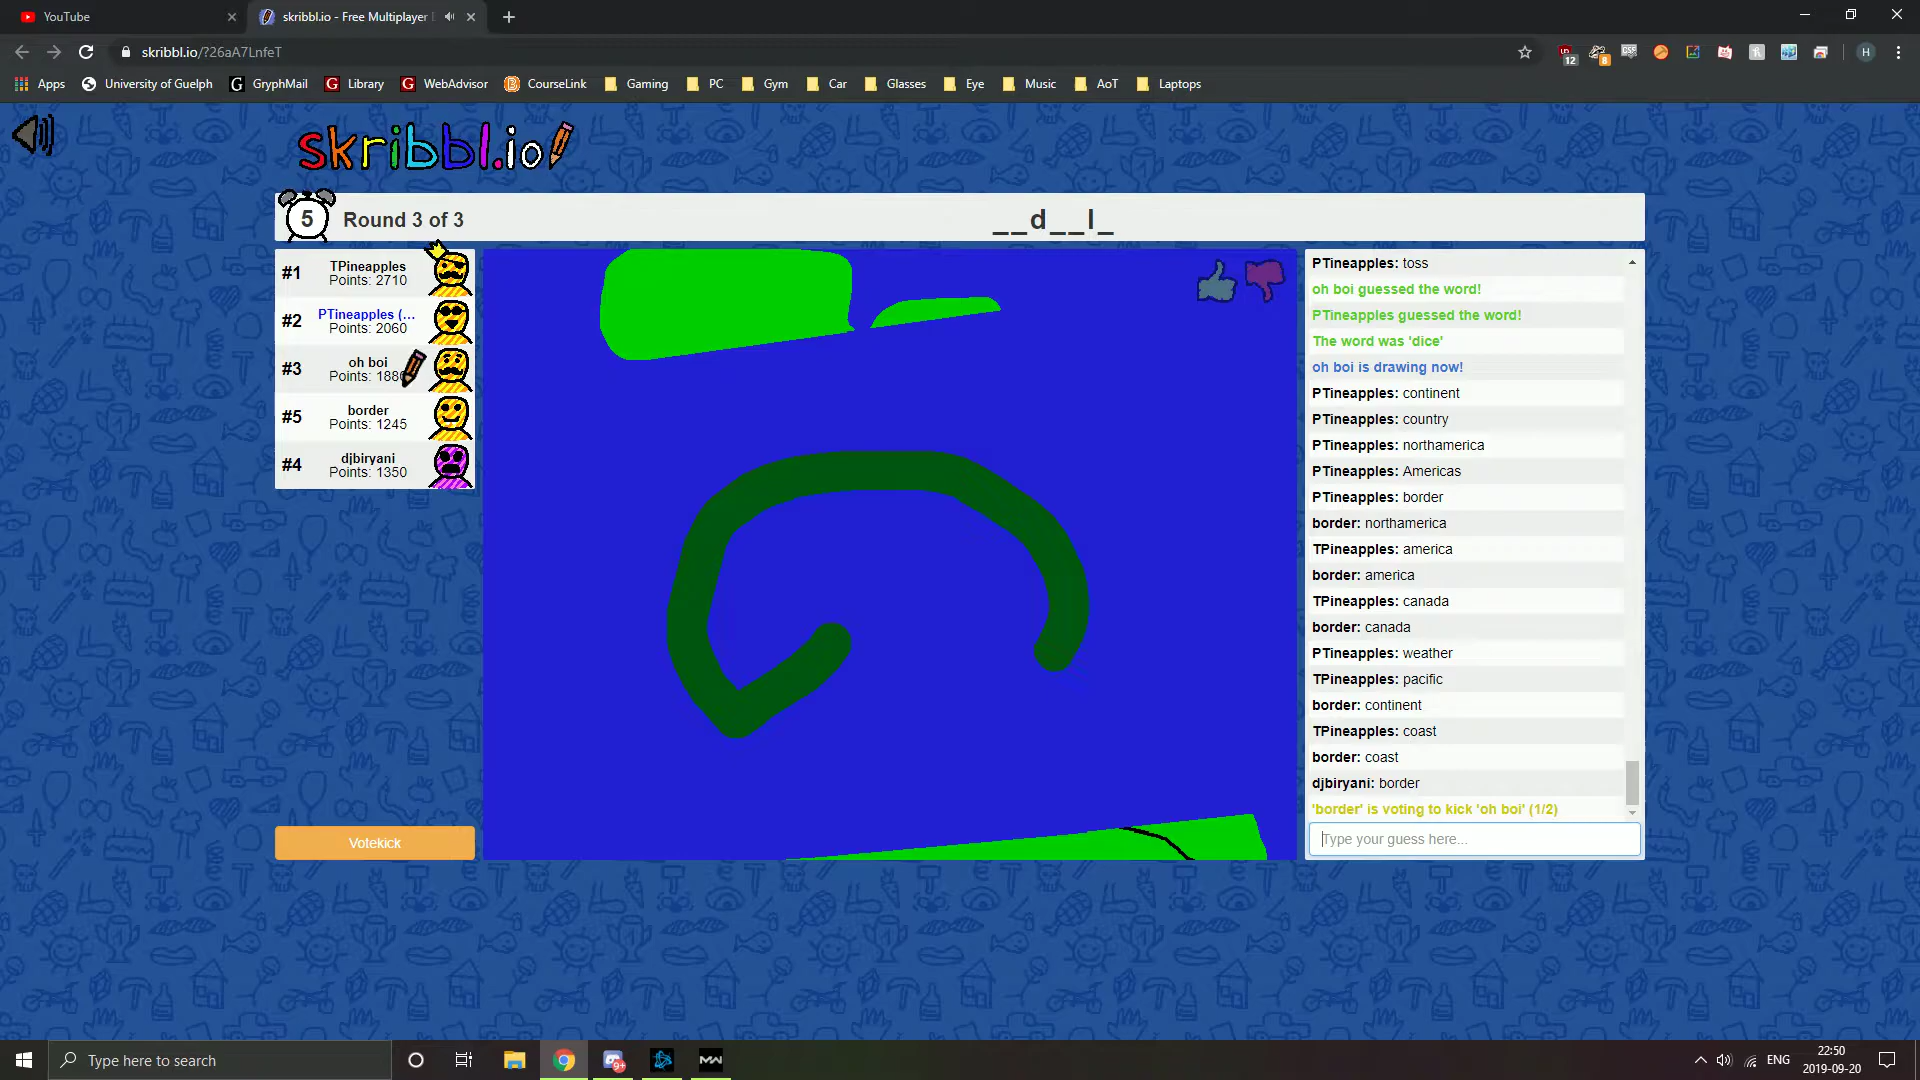 YouTube
skribbl.io - Free Multiplayer
skribbl.io/?26aA7LnfeT
12
8
H
Apps University of Guelph GryphMail Library WebAdvisor CourseLink Gaming PC Gym Car Glasses Eye Music AoT Laptops
skribbl.io
5 Round 3 of 3 __d__l_
#1 TPineapples
Points: 2710
#2 PTineapples (...
Points: 2060
#3 oh boi
Points: 188
#5 border
Points: 1245
#4 djbiryani
Points: 1350
Votekick
PTineapples: toss
oh boi guessed the word!
PTineapples guessed the word!
The word was 'dice'
oh boi is drawing now!
PTineapples: continent
PTineapples: country
PTineapples: northamerica
PTineapples: Americas
PTineapples: border
border: northamerica
TPineapples: america
border: america
TPineapples: canada
border: canada
PTineapples: weather
TPineapples: pacific
border: continent
TPineapples: coast
border: coast
djbiryani: border
'border' is voting to kick 'oh boi' (1/2)
Type your guess here...
Type here to search
9+
ENG
22:50
2019-09-20